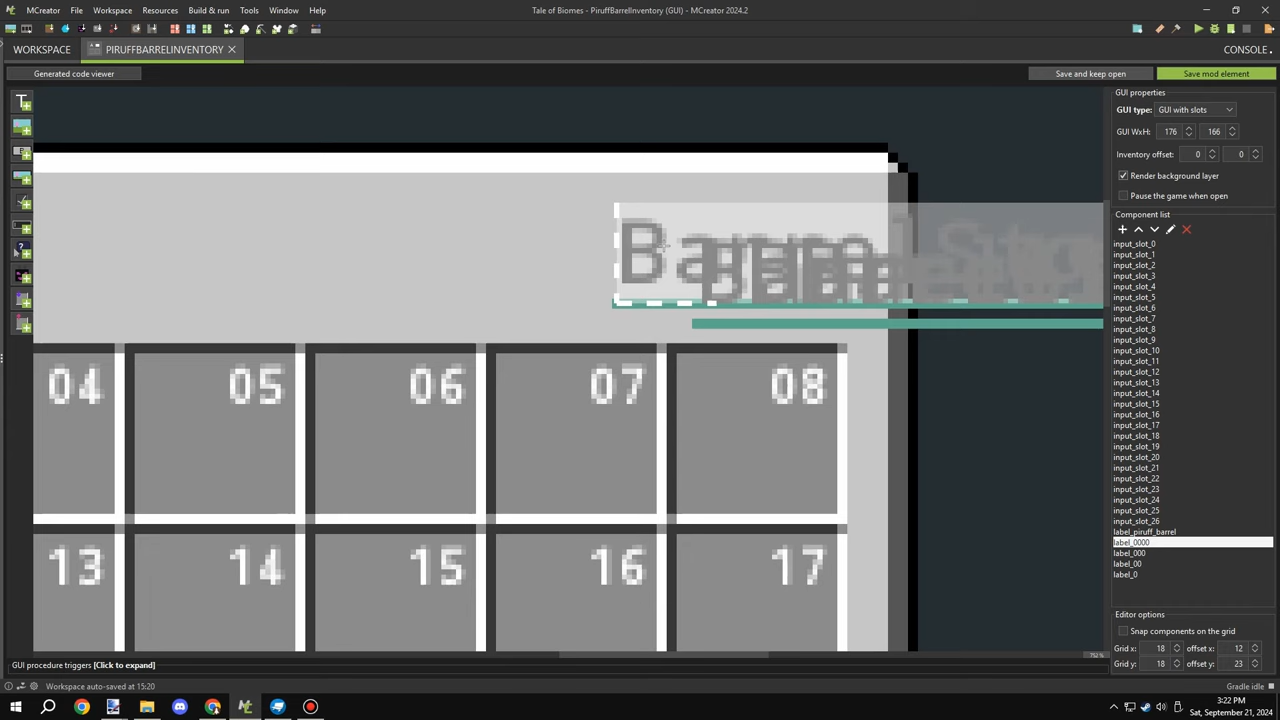 MCreator File Workspace Resources Build & run Tools Window Help
Tale of Biomes - PiruffBarrelInventory (GUI) - MCreator 2024.2
WORKSPACE
PIRUFFBARRELINVENTORY
CONSOLE
Generated code viewer
Save and keep open
Save mod element
GUI properties
GUI type: GUI with slots
GUI WxH: 176 166
Inventory offset: 0 0
Render background layer
Pause the game when open
Component list
input_slot_0
input_slot_1
input_slot_2
input_slot_3
input_slot_4
input_slot_5
input_slot_6
input_slot_7
input_slot_8
input_slot_9
input_slot_10
input_slot_11
input_slot_12
input_slot_13
input_slot_14
input_slot_15
input_slot_16
input_slot_17
input_slot_18
input_slot_19
input_slot_20
input_slot_21
input_slot_22
input_slot_23
input_slot_24
input_slot_25
input_slot_26
label_piruff_barrel
label_0000
label_000
label_00
label_0
04 05 06 07 08
13 14 15 16 17
Editor options
Snap components on the grid
Grid x: 18 offset x: 12
Grid y: 18 offset y: 23
GUI procedure triggers [Click to expand]
Workspace auto-saved at 15:20
Gradle idle
3:22 PM
Sat, September 21, 2024